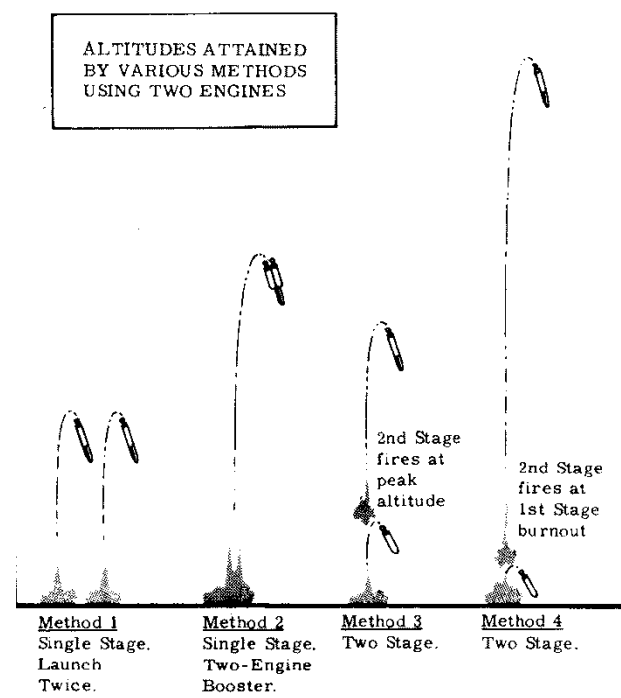 ALTITUDES ATTAINED
BY VARIOUS METHODS
USING TWO ENGINES
2nd Stage
fires at
peak
altitude
2nd Stage
fires at
1st Stage
burnout
Method 1
Single Stage.
Launch
Twice.
Method 2
Single Stage.
Two-Engine
Booster.
Method 3
Two Stage.
Method 4
Two Stage.